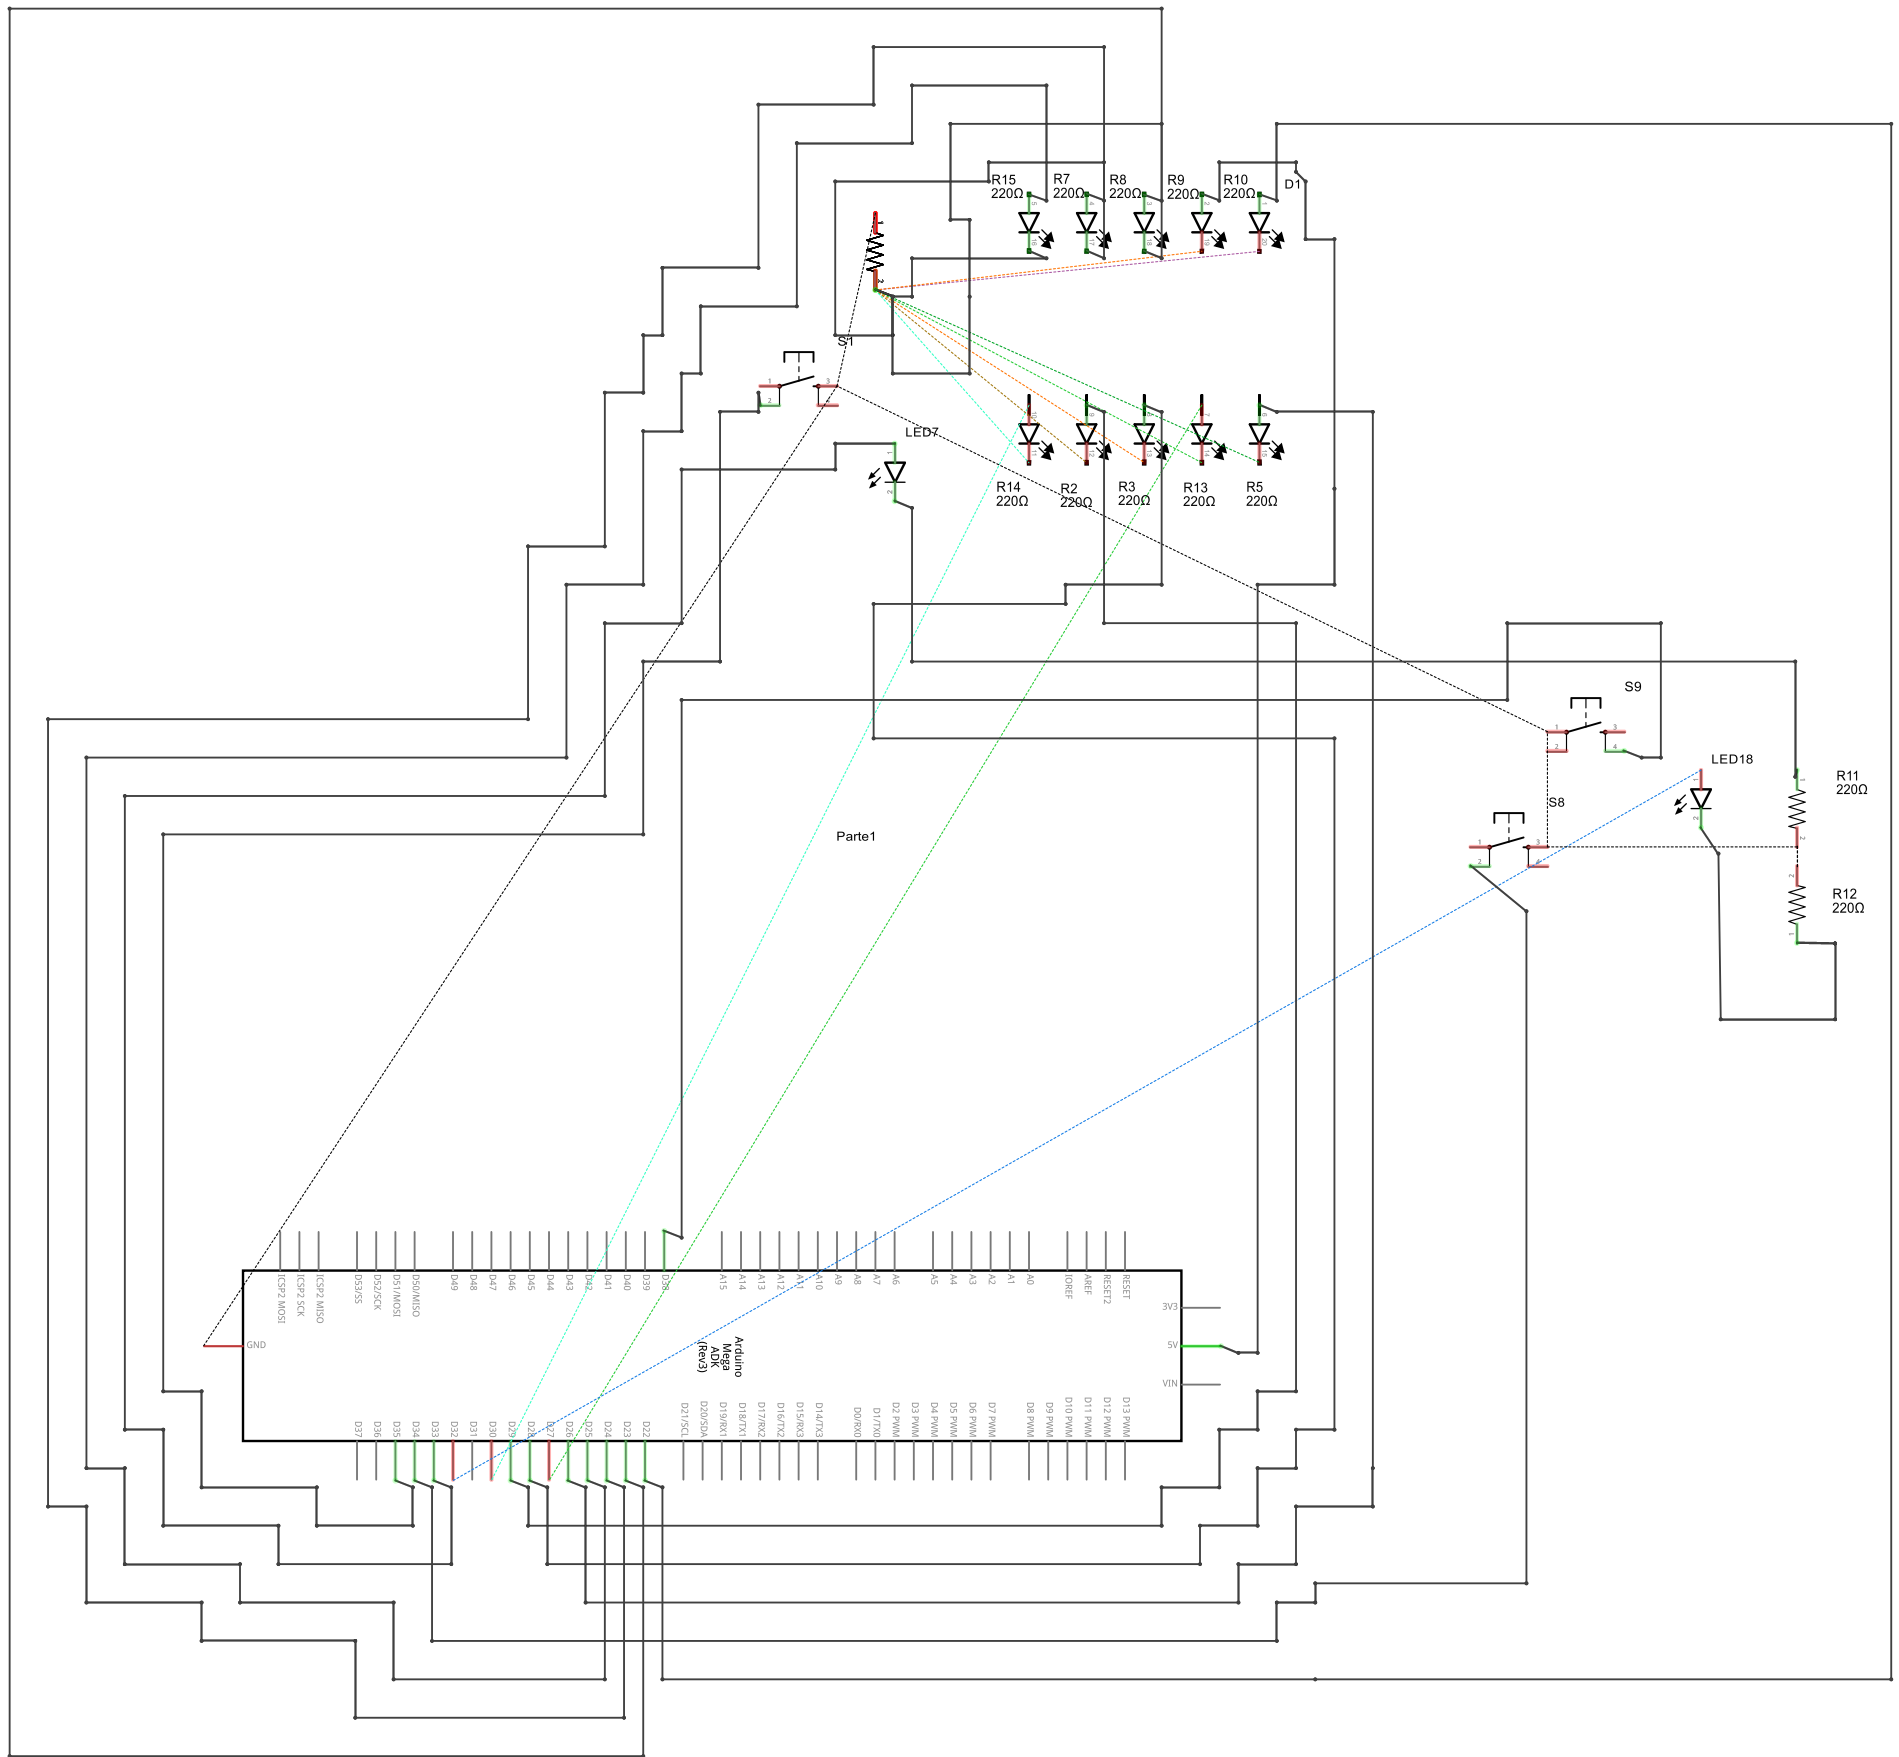 R15
220Ω
R7
220Ω
R8
220Ω
R9
220Ω
R10
220Ω
D1
S1
LED7
R14
220Ω
R2
220Ω
R3
220Ω
R13
220Ω
R5
220Ω
S9
LED18
R11
220Ω
S8
Parte1
R12
220Ω
ICSP2 MOSI
ICSP2 SCK
ICSP2 MISO
D53/SS
D52/SCK
D51/MOSI
D50/MISO
D49
D48
D47
D46
D45
D44
D43
D42
D41
D40
D39
D38
A15
A14
A13
A12
A11
A10
A9
A8
A7
A6
A5
A4
A3
A2
A1
A0
IOREF
AREF
RESET2
RESET
3V3
GND
5V
VIN
Arduino
Mega
ADK
(Rev3)
D37
D36
D35
D34
D33
D32
D31
D30
D29
D28
D27
D26
D25
D24
D23
D22
D21/SCL
D20/SDA
D19/RX1
D18/TX1
D17/RX2
D16/TX2
D15/RX3
D14/TX3
D0/RX0
D1/TX0
D2 PWM
D3 PWM
D4 PWM
D5 PWM
D6 PWM
D7 PWM
D8 PWM
D9 PWM
D10 PWM
D11 PWM
D12 PWM
D13 PWM